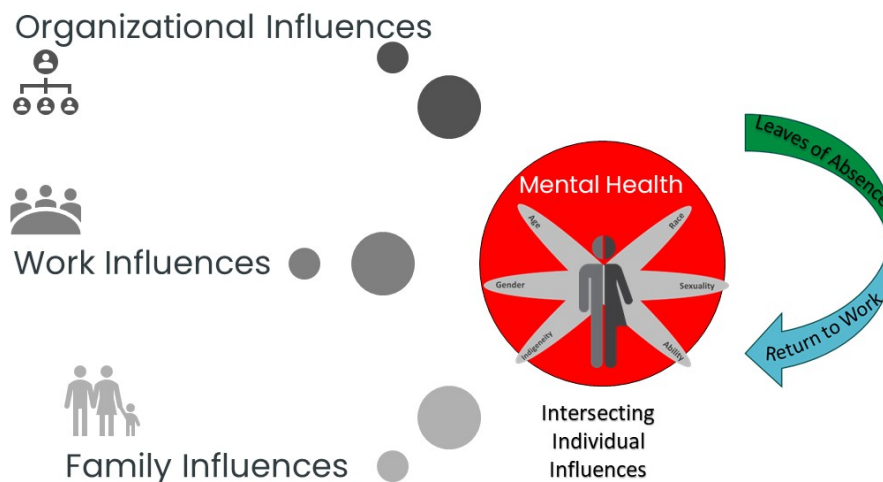 Organizational Influences
Work Influences
Family Influences
Mental Health
Age
Race
Gender
Sexuality
Indigeneity
Ability
Intersecting
Individual
Influences
Leaves of Absence
Return to Work